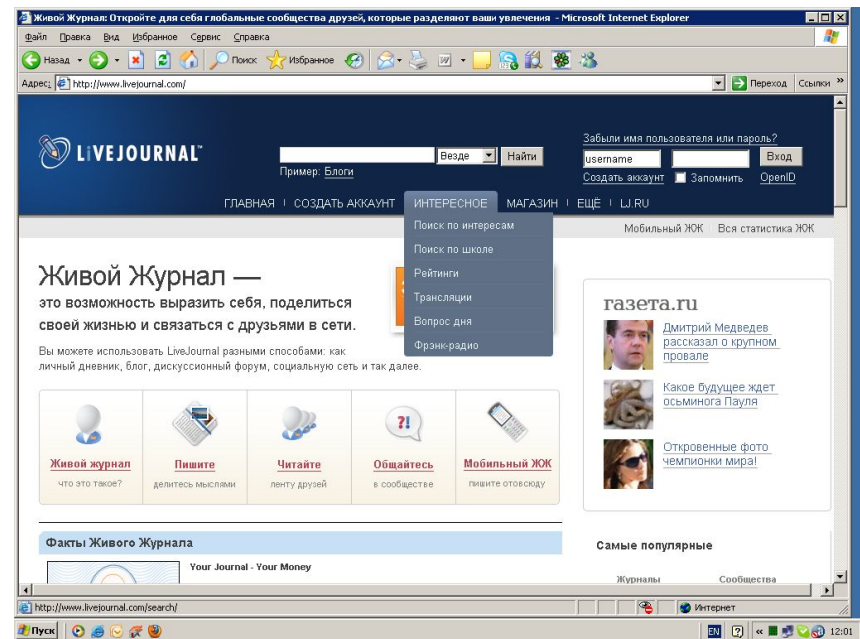 Живой Журнал: Откройте для себя глобальные сообщества друзей, которые разделяют ваши увлечения - Microsoft Internet Explorer
Файл Правка Вид Избранное Сервис Справка
Назад Поиск Избранное
Адрес: http://www.livejournal.com/ Переход Ссылки »
Забыли имя пользователя или пароль?
LiVEJOURNAL™ Везде Найти username Вход
Пример: Блоги Создать аккаунт Запомнить OpenID
ГЛАВНАЯ СОЗДАТЬ АККАУНТ ИНТЕРЕСНОЕ МАГАЗИН ЕЩЁ LJ.RU
Поиск по интересам
Поиск по школе
Рейтинги
Трансляции
Вопрос дня
Фрэнк-радио
Мобильный ЖЖ Вся статистика ЖЖ
Живой Журнал —
это возможность выразить себя, поделиться
своей жизнью и связаться с друзьями в сети.
Вы можете использовать LiveJournal разными способами: как
личный дневник, блог, дискуссионный форум, социальную сеть и так далее.
газета.ru
Дмитрий Медведев
рассказал о крупном
провале
Какое будущее ждет
осьминога Пауля
Откровенные фото
чемпионки мира!
?!
Живой журнал Пишите Читайте Общайтесь Мобильный ЖЖ
что это такое? делитесь мыслями ленту друзей в сообществе пишите отовсюду
Факты Живого Журнала
Your Journal - Your Money
Самые популярные
Журналы Сообщества
http://www.livejournal.com/search/ Интернет
Пуск EN « 12:01